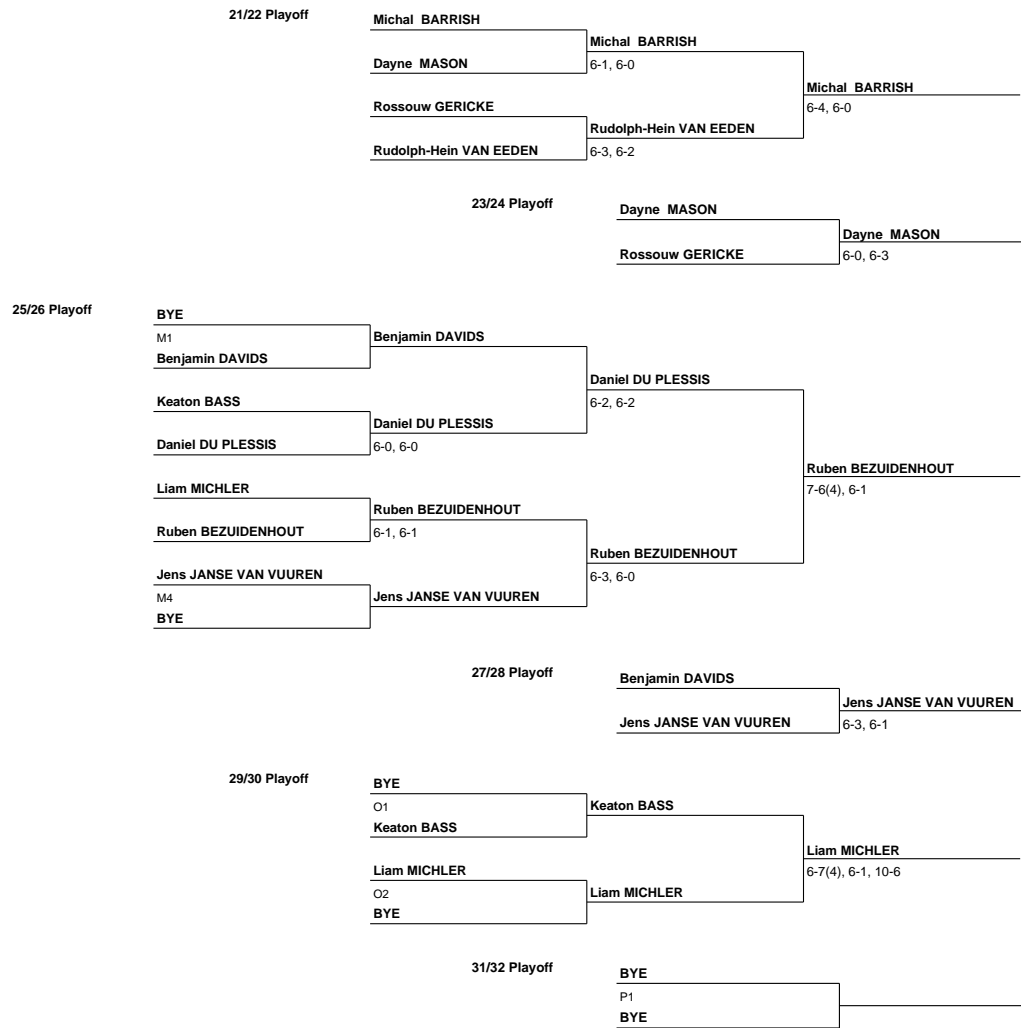 21/22 Playoff
Michal BARRISH
Michal BARRISH
Dayne MASON
6-1, 6-0
Michal BARRISH
Rossouw GERICKE
6-4, 6-0
Rudolph-Hein VAN EEDEN
Rudolph-Hein VAN EEDEN
6-3, 6-2
23/24 Playoff
Dayne MASON
Dayne MASON
Rossouw GERICKE
6-0, 6-3
25/26 Playoff
BYE
M1
Benjamin DAVIDS
Benjamin DAVIDS
Daniel DU PLESSIS
Keaton BASS
6-2, 6-2
Daniel DU PLESSIS
Daniel DU PLESSIS
6-0, 6-0
Ruben BEZUIDENHOUT
7-6(4), 6-1
Liam MICHLER
Ruben BEZUIDENHOUT
Ruben BEZUIDENHOUT
6-1, 6-1
Ruben BEZUIDENHOUT
Jens JANSE VAN VUUREN
6-3, 6-0
M4
Jens JANSE VAN VUUREN
BYE
27/28 Playoff
Benjamin DAVIDS
Jens JANSE VAN VUUREN
Jens JANSE VAN VUUREN
6-3, 6-1
29/30 Playoff
BYE
O1
Keaton BASS
Keaton BASS
Liam MICHLER
Liam MICHLER
6-7(4), 6-1, 10-6
O2
Liam MICHLER
BYE
31/32 Playoff
BYE
P1
BYE